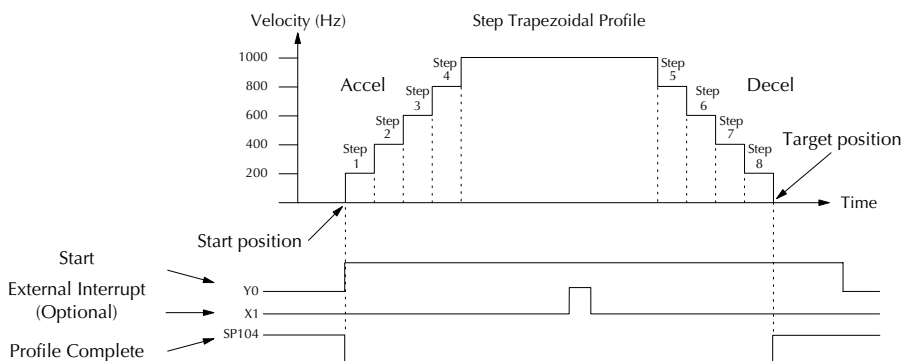 Velocity (Hz)
Step Trapezoidal Profile
1000
800
600
400
200
Accel
Decel
Step
1
Step
2
Step
3
Step
4
Step
5
Step
6
Step
7
Step
8
Target position
Time
Start position
Start
External Interrupt
(Optional)
Profile Complete
Y0
X1
SP104